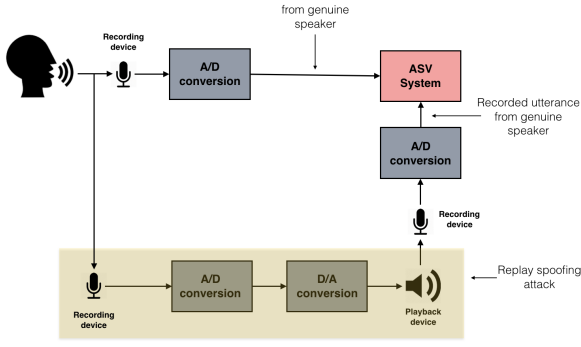 from genuine
speaker
Recording
device
A/D
conversion
ASV
System
Recorded utterance
from genuine
speaker
A/D
conversion
Recording
device
Replay spoofing
attack
Recording
device
A/D
conversion
D/A
conversion
Playback
device